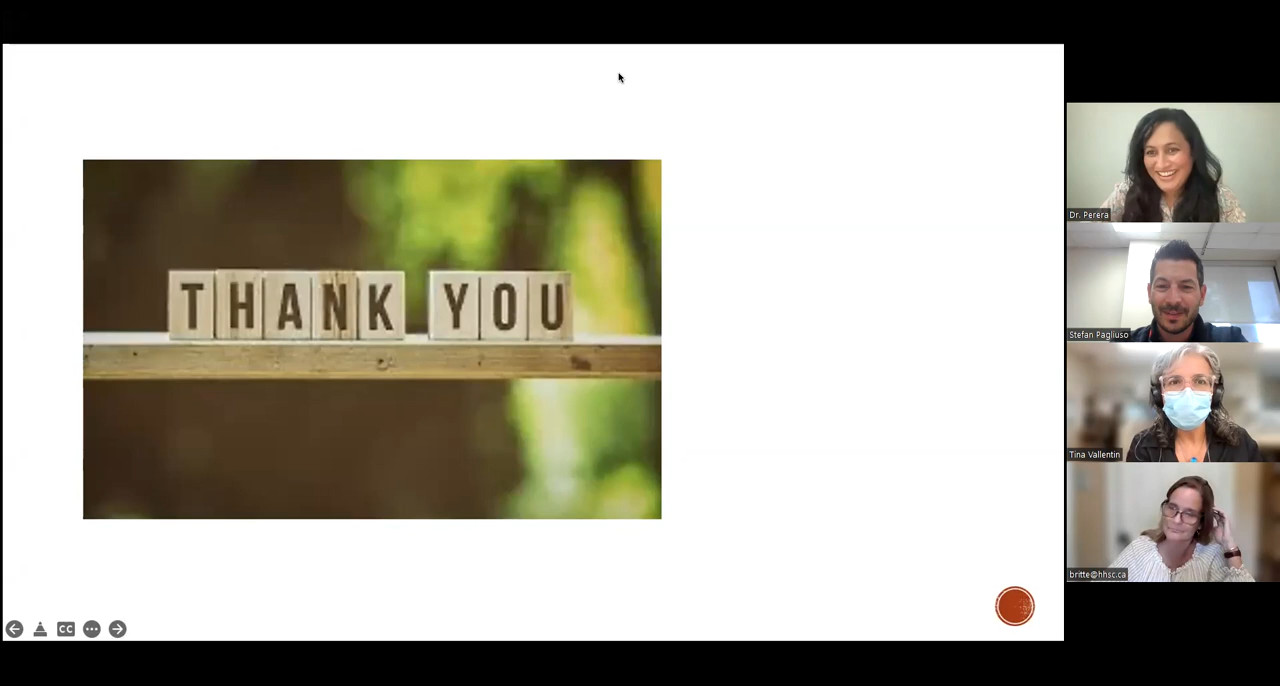 THANK YOU
Dr. Perera
Stefan Pagliuso
Tina Vallentin
britte@hhsc.ca
CC